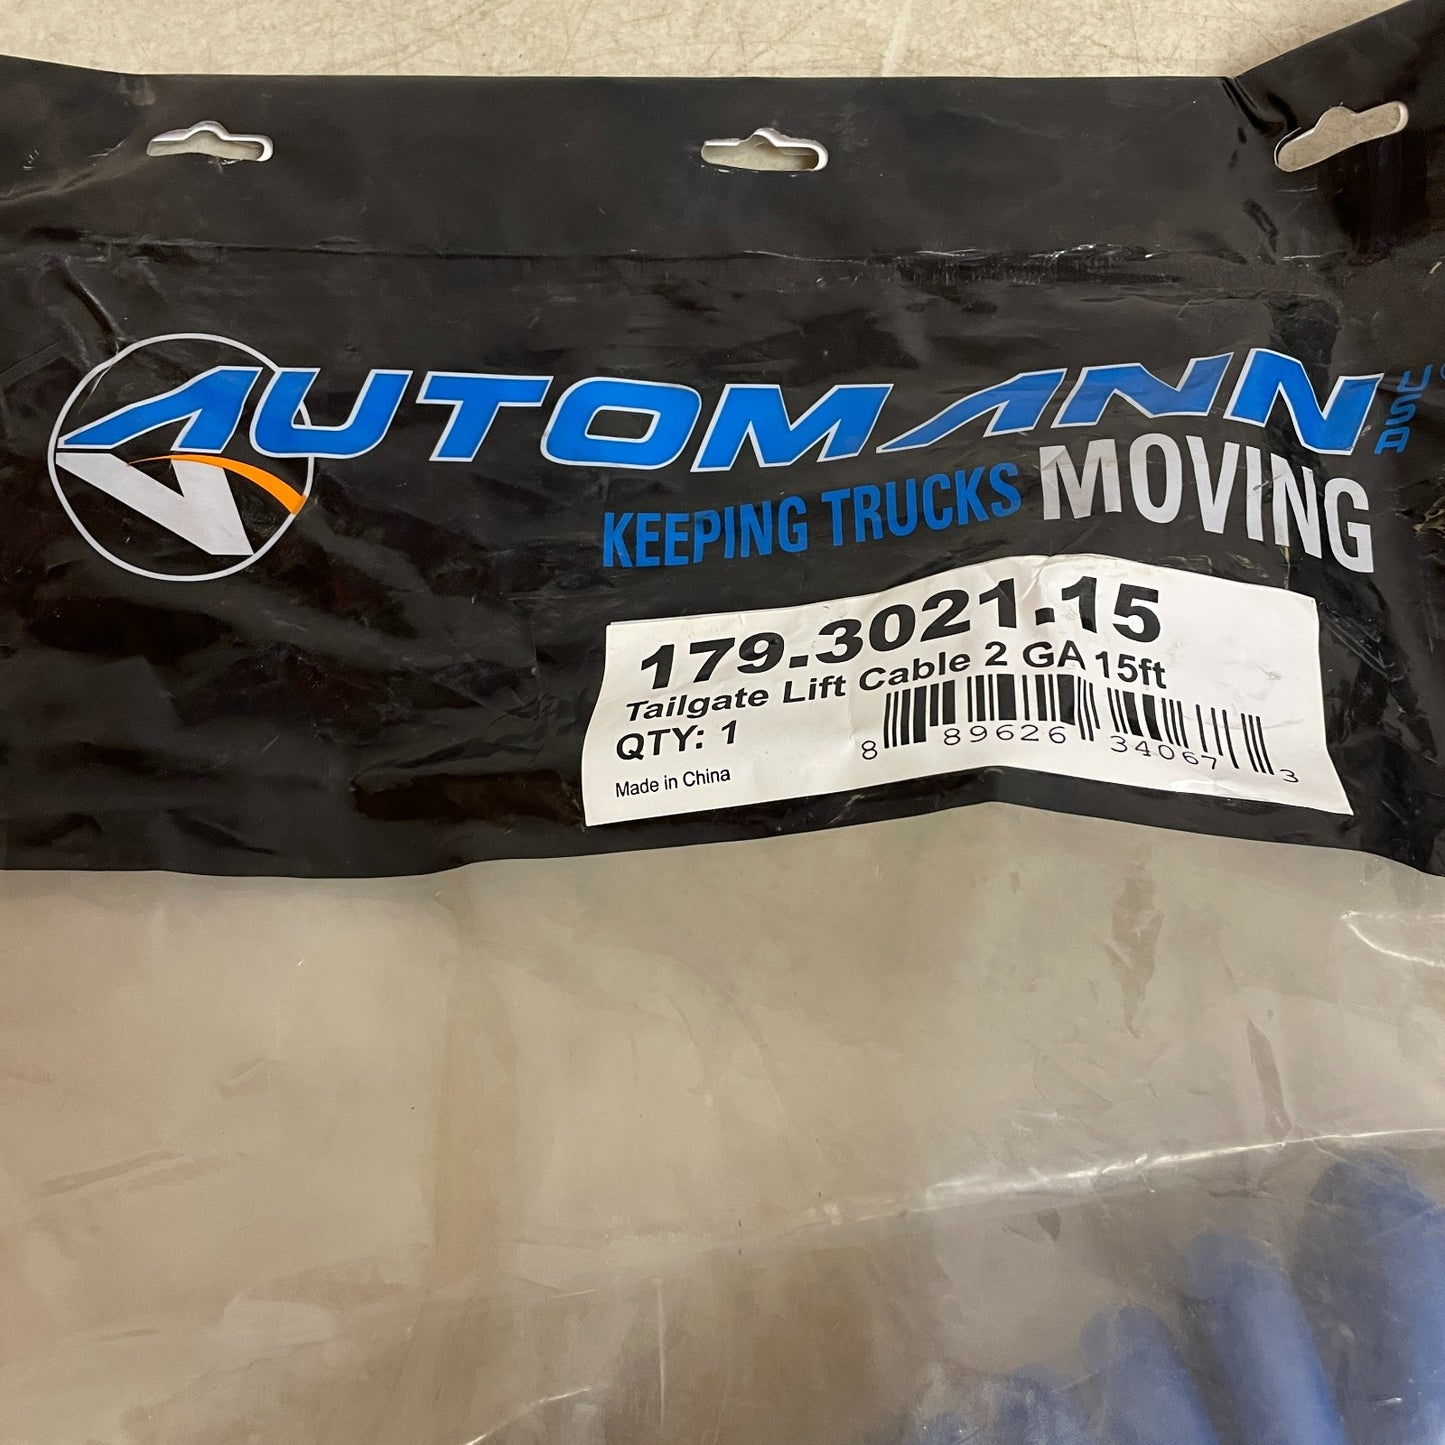 AUTOMANN USA
KEEPING TRUCKS MOVING
179.3021.15
Tailgate Lift Cable 2 GA 15ft
QTY: 1
Made in China
8 89626 34067 3